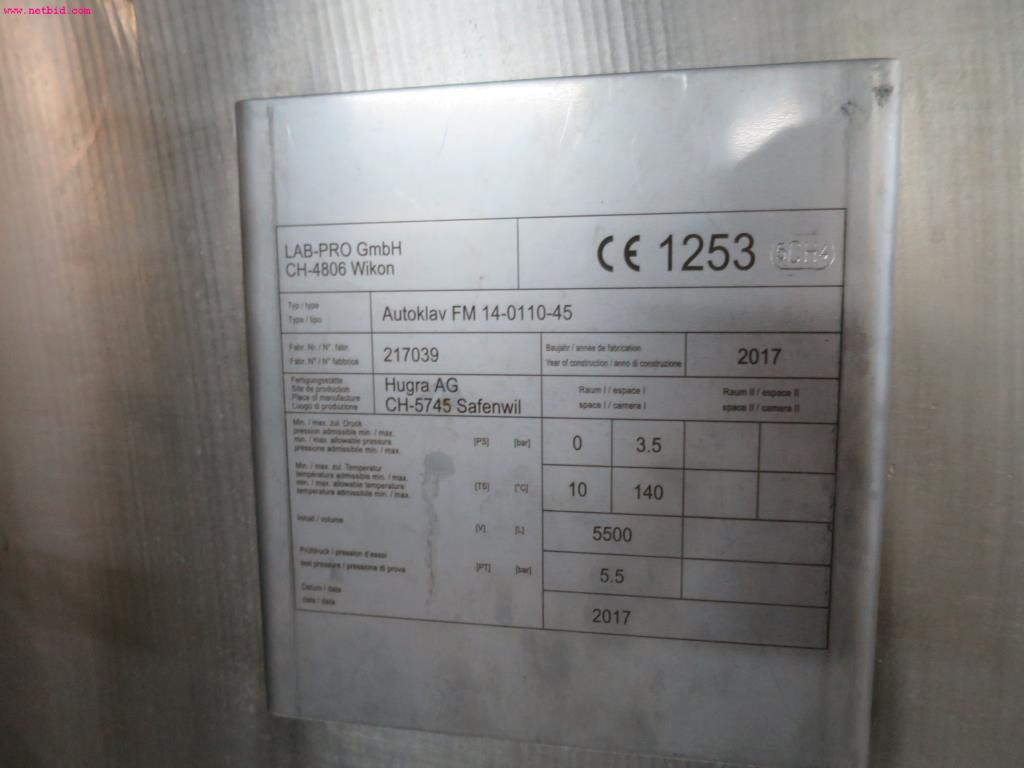 www.netbid.com
LAB-PRO GmbH
CH-4806 Wikon
CE 1253
Typ / type
Type / tipo
Autoklav FM 14-0110-45
Fabr. Nr. / N°. fabr.
Fabr. N° / N° fabbrica
217039
Baujahr / année de fabrication
Year of construction / anno di construzione
2017
Fertigungsstätte
Site de production
Place of manufacture
Luogo di produzione
Hugra AG
CH-5745 Safenwil
Raum I / espace I
space I / camera I
Raum II / espace II
space II / camera II
Min. / max. zul. Druck
pression admissible min. / max.
min. / max. allowable pressure
pressione admissibile min. / max.
[PS] [bar]
0 3.5
Min. / max. zul. Temperatur
température admissible min. / max.
min. / max. allowable temperature
temperatura admissibile min. / max.
[TS] [°C]
10 140
Inhalt / volume
[V] [L]
5500
Prüfdruck / pression d'essai
test pressure / pressione di prova
[PT] [bar]
5.5
Datum / date
date / data
2017